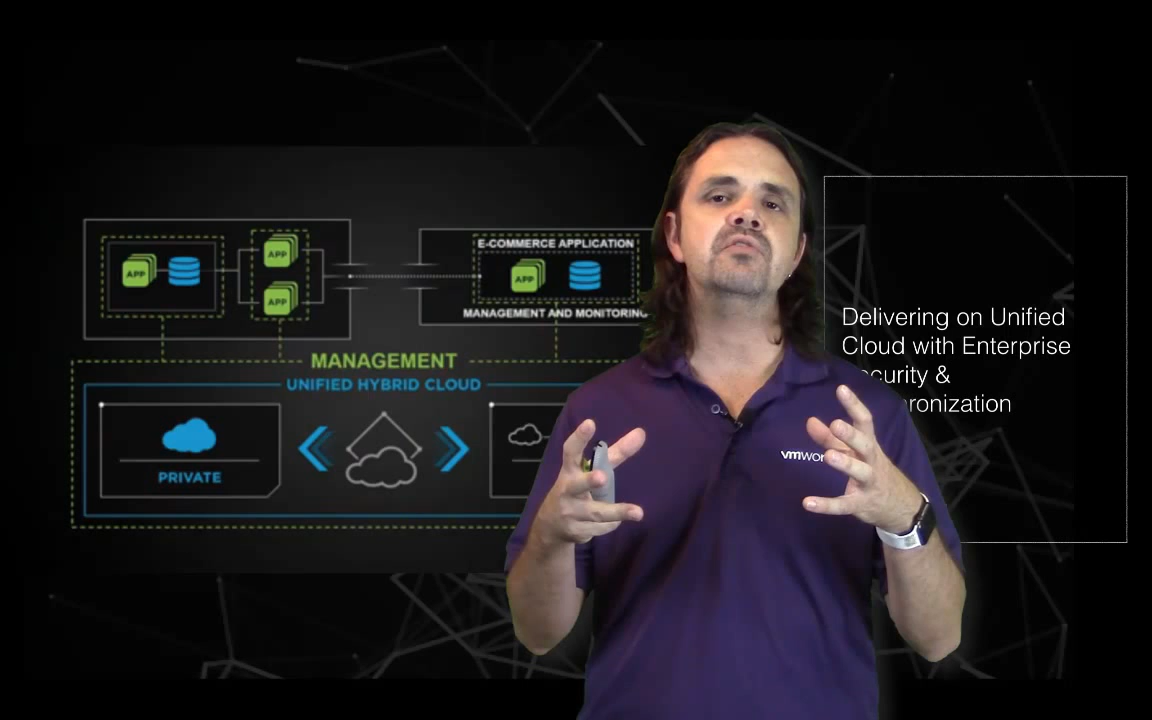 E-COMMERCE APPLICATION
APP
APP
APP
APP
MANAGEMENT AND MONITORING
MANAGEMENT
UNIFIED HYBRID CLOUD
PRIVATE
Delivering on Unified
Cloud with Enterprise
&
vmwor